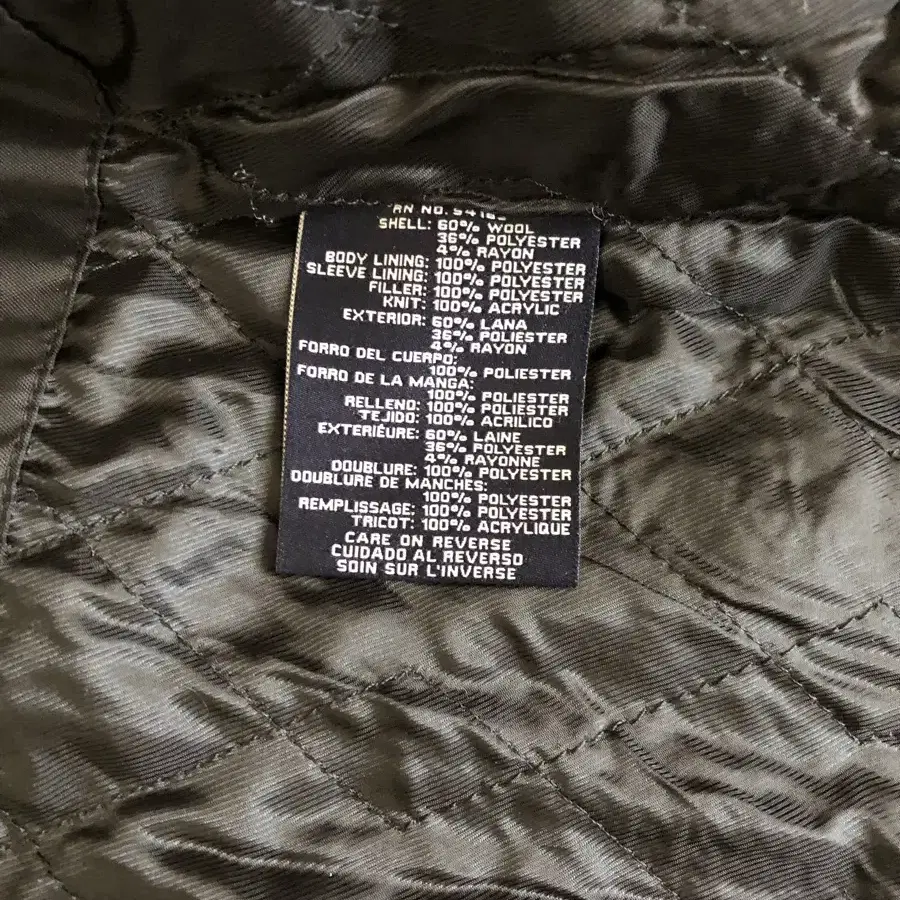 RN NO.
SHELL: 60% WOOL
36% POLYESTER
4% RAYON
BODY LINING: 100% POLYESTER
SLEEVE LINING: 100% POLYESTER
FILLER: 100% POLYESTER
KNIT: 100% ACRYLIC
EXTERIOR: 60% LANA
36% POLIESTER
4% RAYON
FORRO DEL CUERPO:
100% POLIESTER
FORRO DE LA MANGA:
100% POLIESTER
RELLENO: 100% POLIESTER
TEJIDO: 100% ACRILICO
EXTERIÉURE: 60% LAINE
36% POLYESTER
4% RAYONNE
DOUBLURE: 100% POLYESTER
DOUBLURE DE MANCHES:
100% POLYESTER
REMPLISSAGE: 100% POLYESTER
TRICOT: 100% ACRYLIQUE
CARE ON REVERSE
CUIDADO AL REVERSO
SOIN SUR L'INVERSE